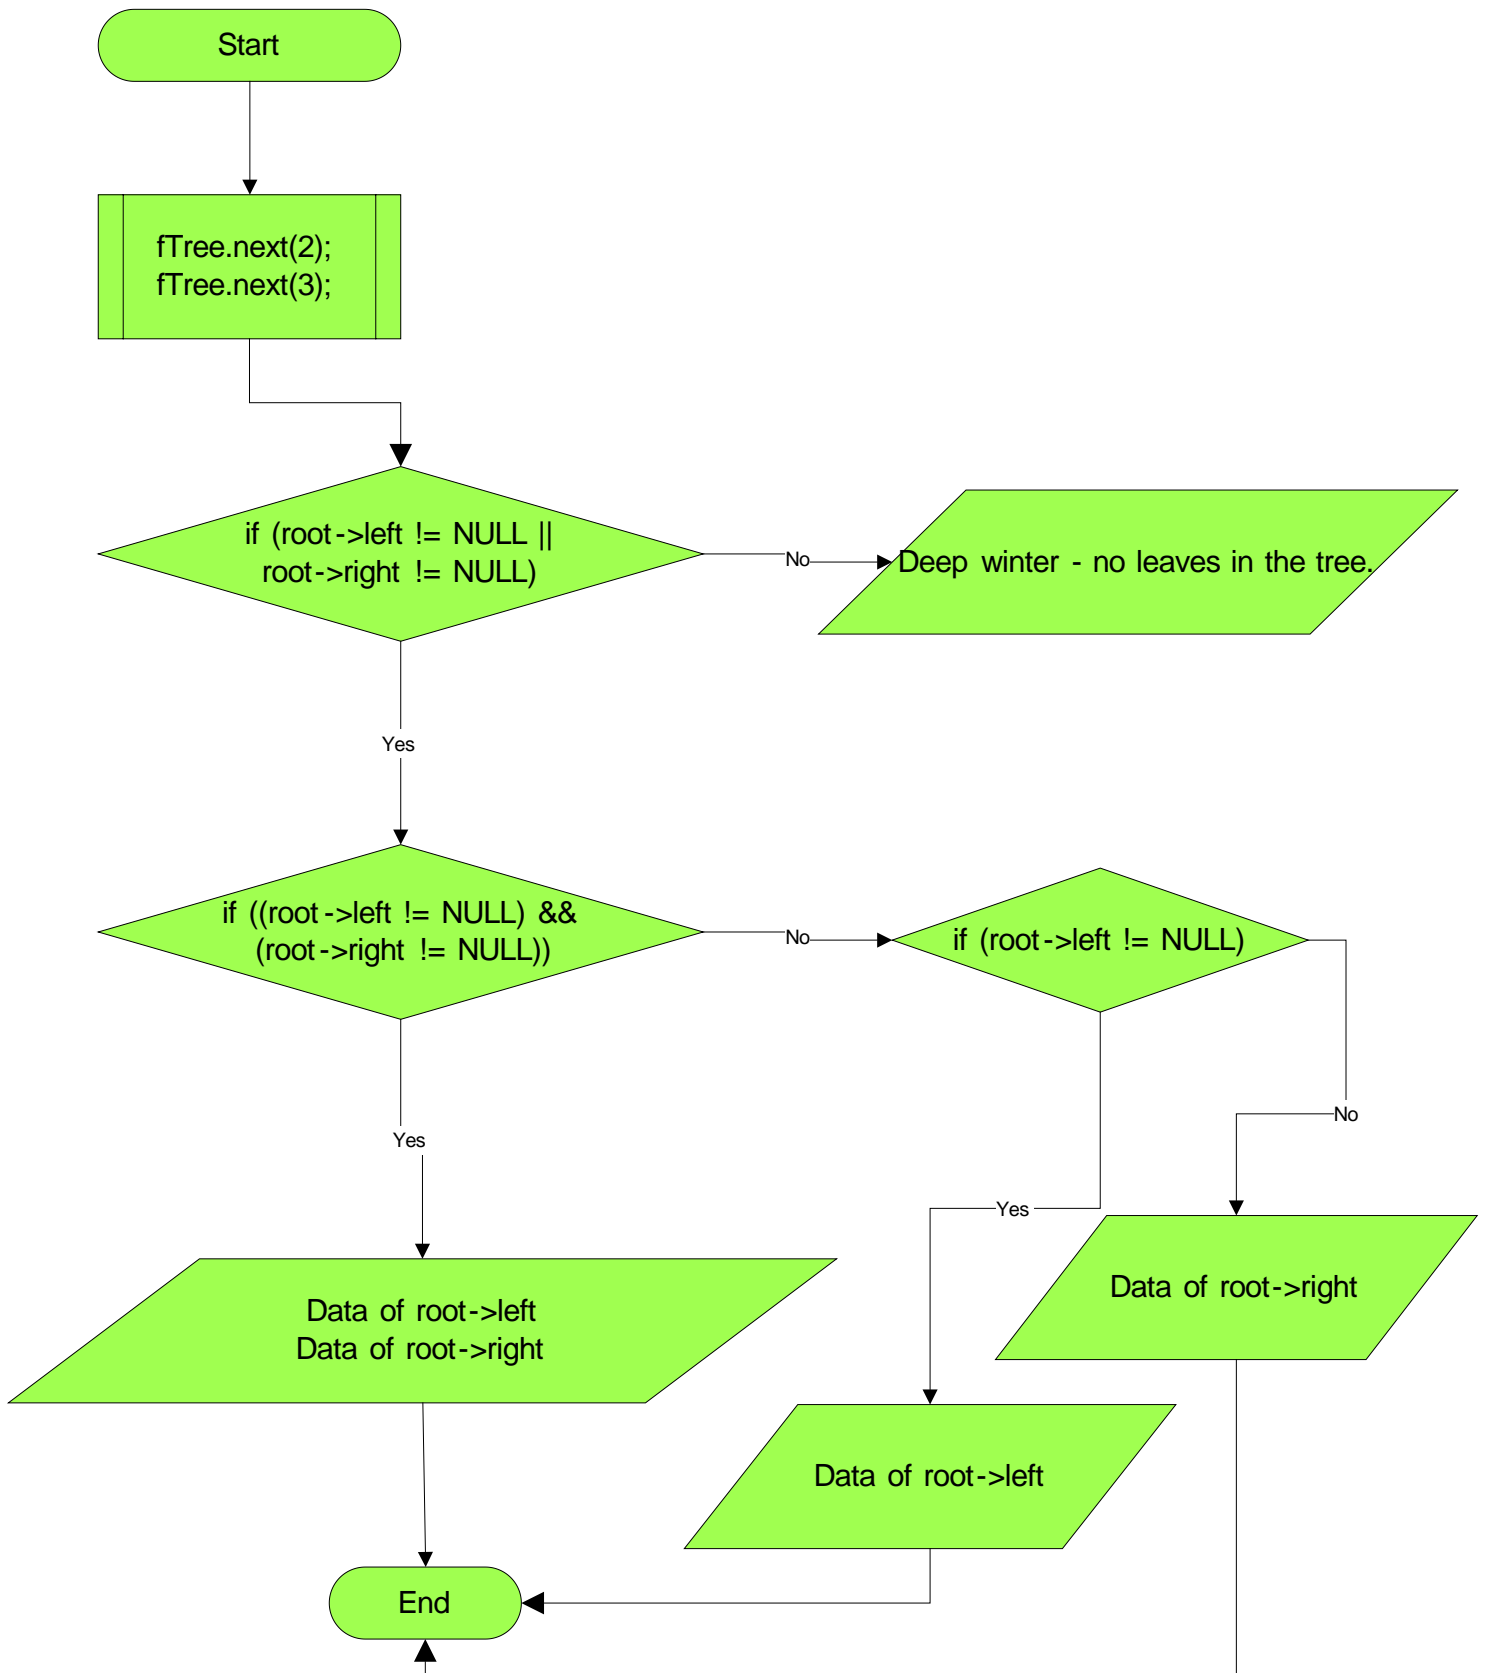 Start
fTree.next(2);
fTree.next(3);
if (root->left != NULL ||
root->right != NULL)
No
Deep winter - no leaves in the tree.
Yes
if ((root->left != NULL) &&
(root->right != NULL))
No
if (root->left != NULL)
No
Yes
Yes
Data of root->right
Data of root->left
Data of root->right
Data of root->left
End